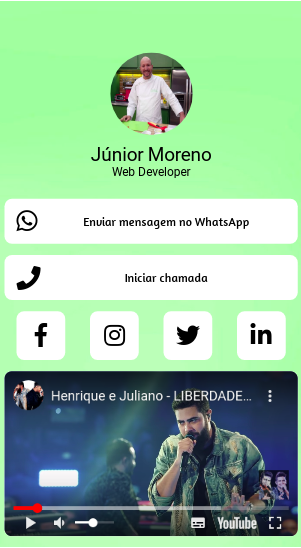 Júnior Moreno
Web Developer
Enviar mensagem no WhatsApp
Iniciar chamada
Henrique e Juliano - LIBERDADE...
YouTube